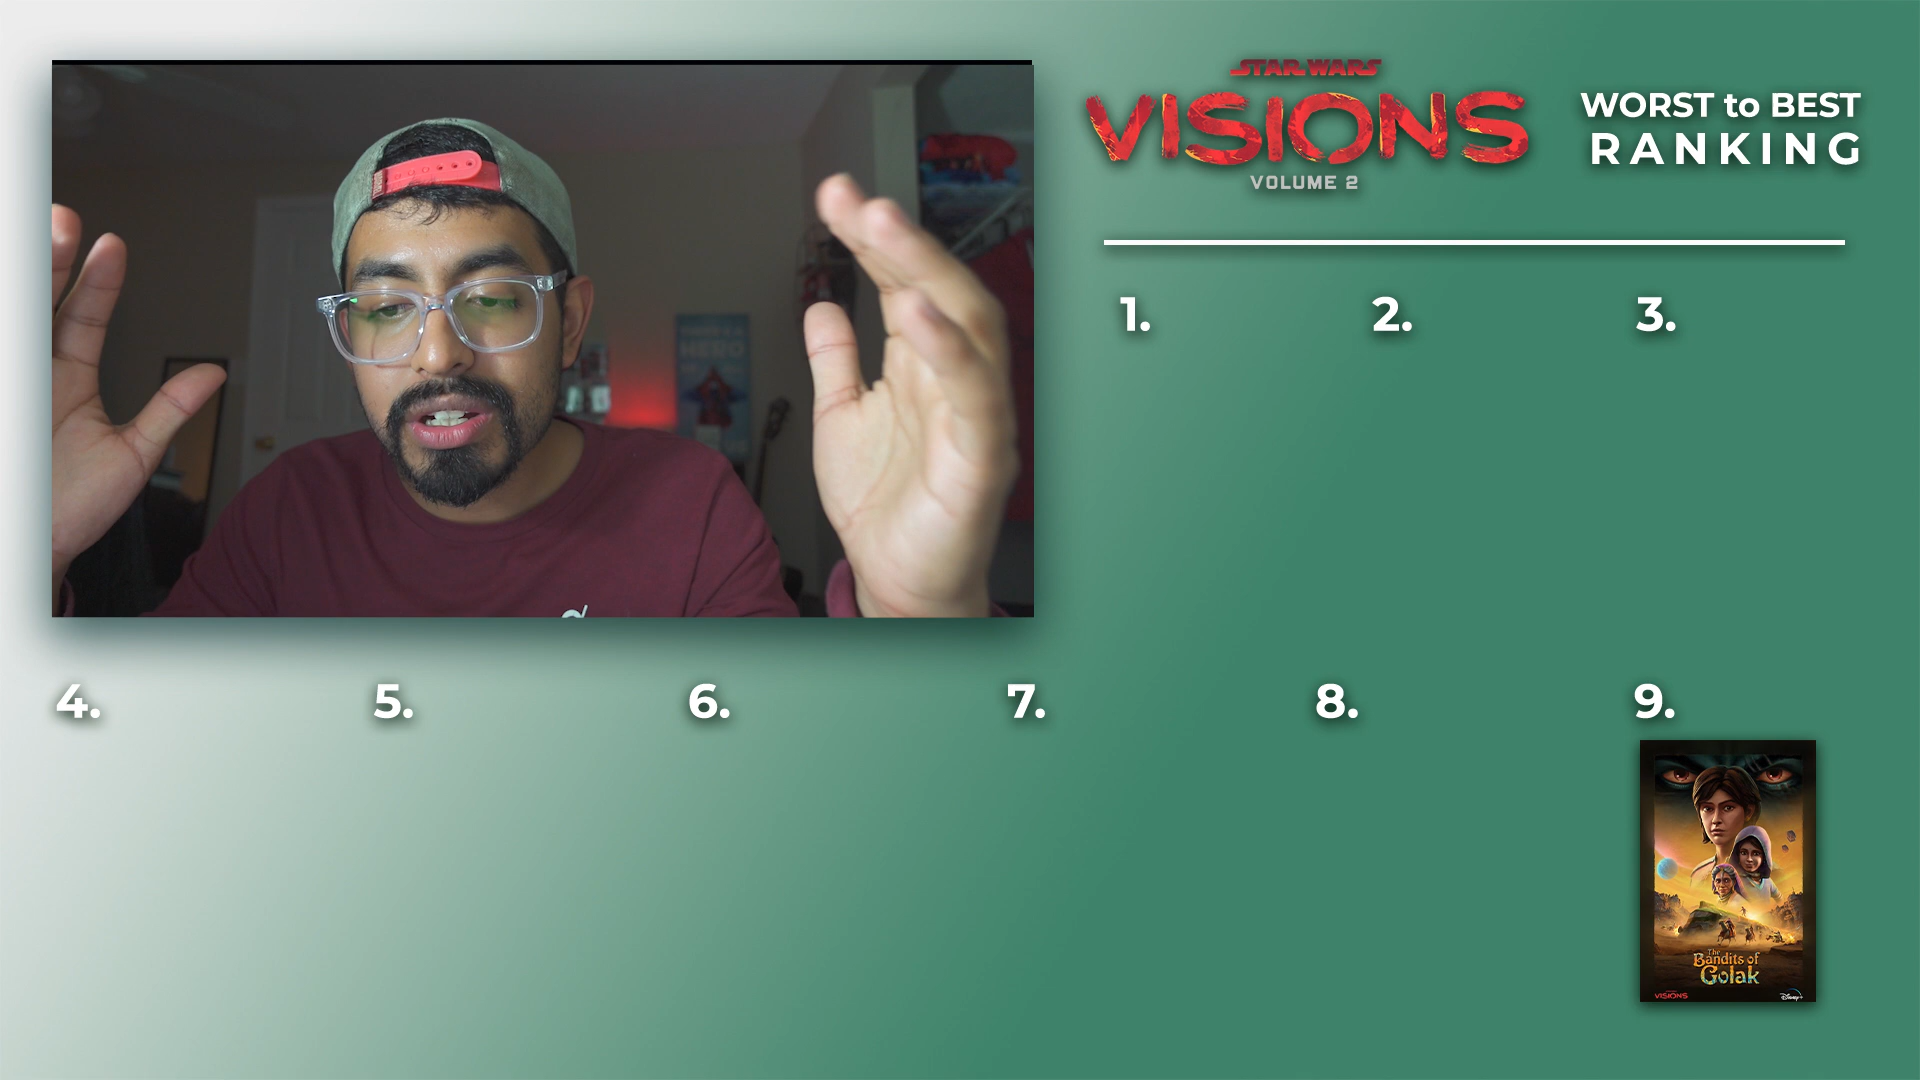 STAR WARS
VISIONS
VOLUME 2
WORST to BEST
RANKING
1.
2.
3.
HERO
4.
5.
6.
7.
8.
9.
The
Bandits of
Golak
VISIONS
Disney+